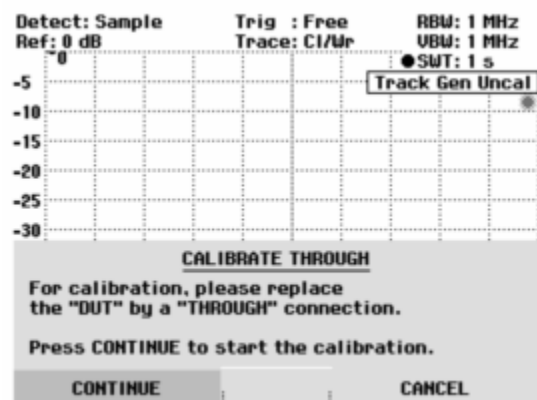 Detect: Sample Trig : Free RBW: 1 MHz
Ref: 0 dB Trace: Cl/Wr VBW: 1 MHz
SWT: 1 s
0
Track Gen Uncal
-5
-10
-15
-20
-25
-30
CALIBRATE THROUGH
For calibration, please replace
the "DUT" by a "THROUGH" connection.
Press CONTINUE to start the calibration.
CONTINUE CANCEL